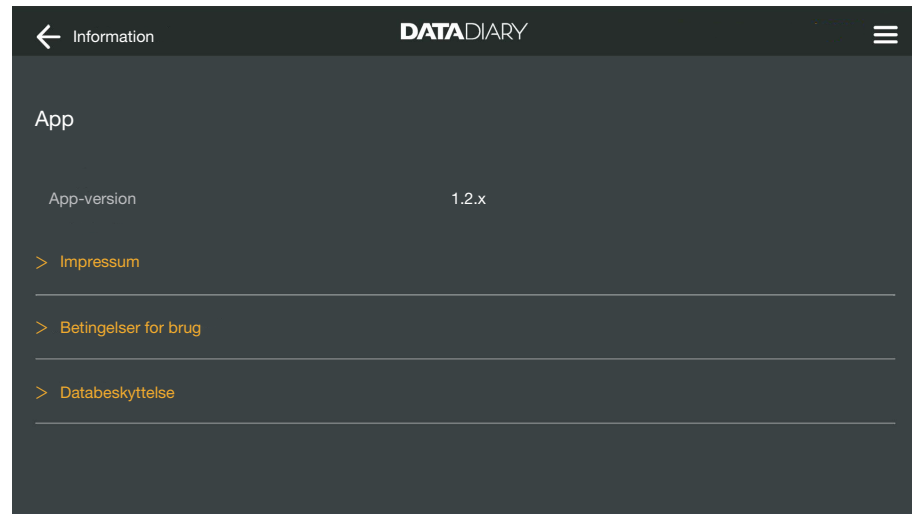 Information
DATADIARY
App
App-version 1.2.x
> Impressum
> Betingelser for brug
> Databeskyttelse